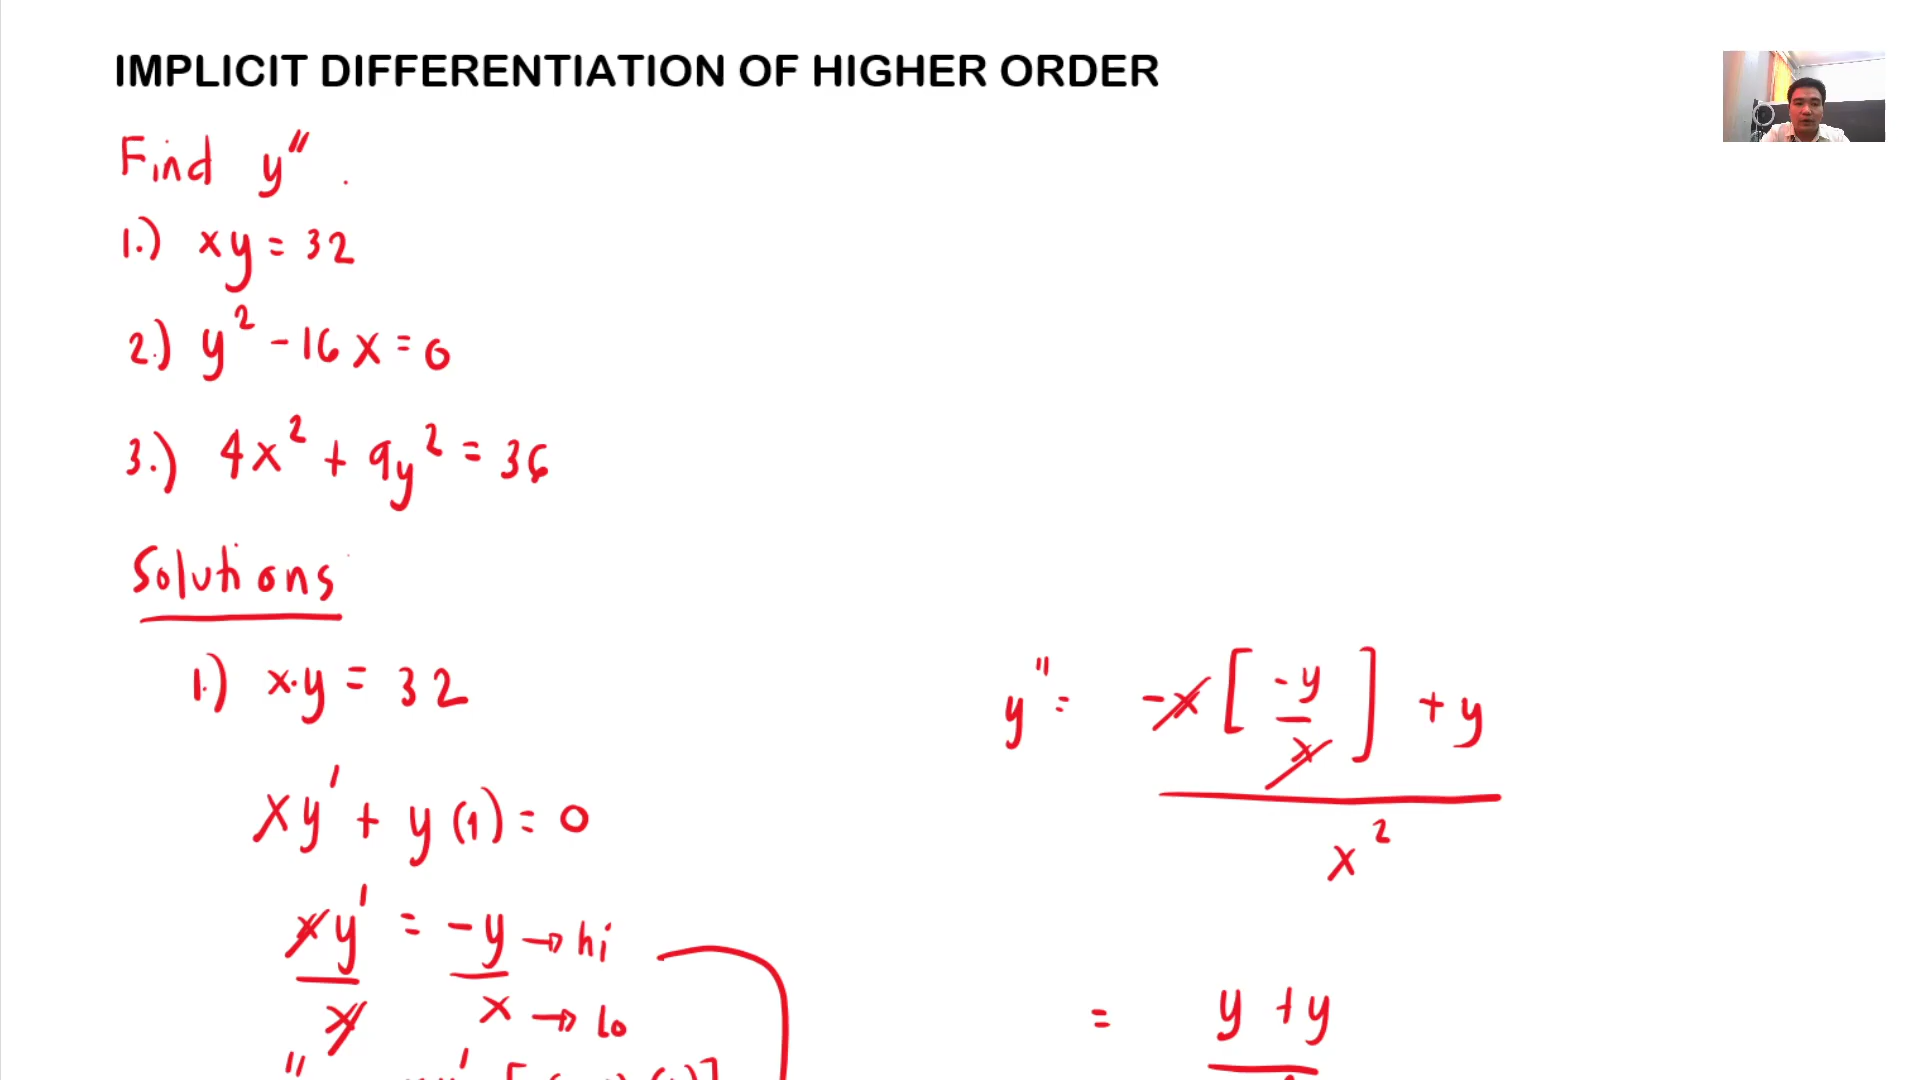 IMPLICIT DIFFERENTIATION OF HIGHER ORDER
Find y″.
1.) xy = 32
2.) y² - 16x = 0
3.) 4x² + 9y² = 36
Solutions
1.) x·y = 32
xy′ + y(1) = 0
xy′ = -y → hi
x x → lo
y″ = -x[-y/x] + y
x²
= y + y